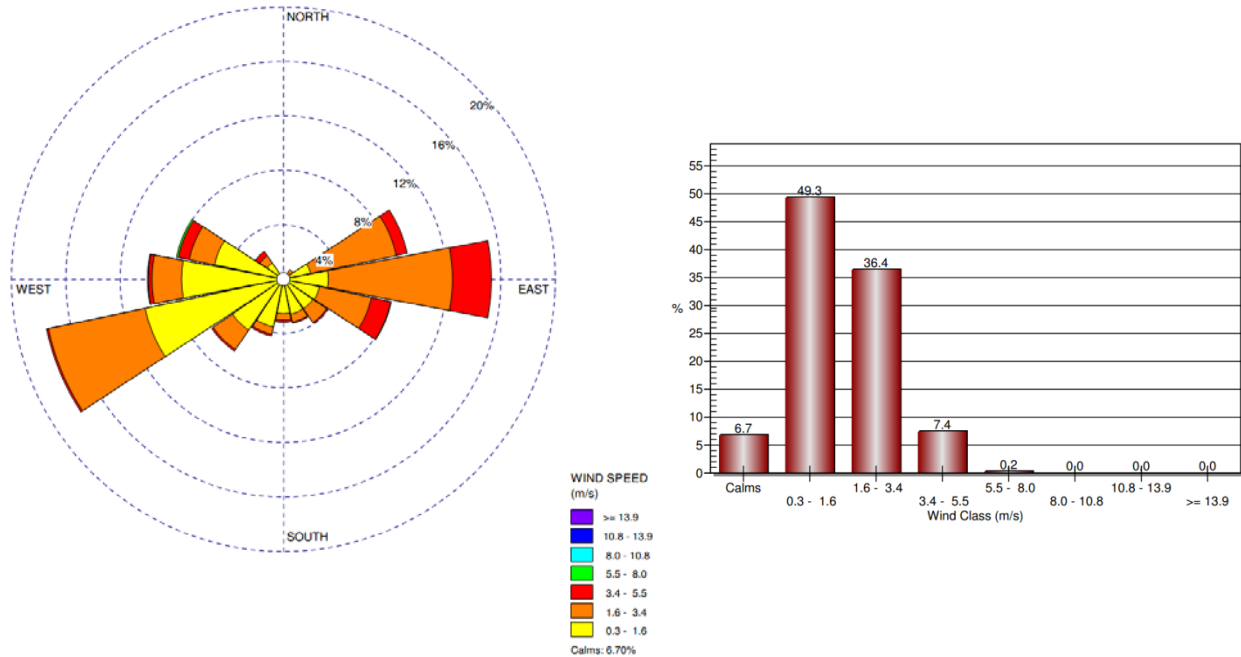 NORTH
20%
16%
12%
8%
4%
WEST
EAST
SOUTH
WIND SPEED
(m/s)
>= 13.9
10.8 - 13.9
8.0 - 10.8
5.5 - 8.0
3.4 - 5.5
1.6 - 3.4
0.3 - 1.6
Calms: 6.70%
%
55
50
45
40
35
30
25
20
15
10
5
0
6.7
49.3
36.4
7.4
0.2
0.0
0.0
0.0
Calms
0.3 - 1.6
1.6 - 3.4
3.4 - 5.5
5.5 - 8.0
8.0 - 10.8
10.8 - 13.9
>= 13.9
Wind Class (m/s)